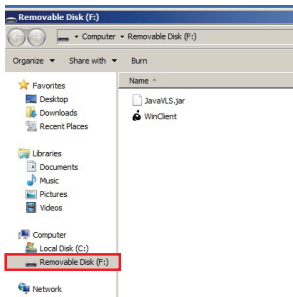 Removable Disk (F:)
Computer Removable Disk (F:)
Organize Share with Burn
Name
Favorites
Desktop
Downloads
Recent Places
Libraries
Documents
Music
Pictures
Videos
Computer
Local Disk (C:)
Removable Disk (F:)
Network
JavaVLS.jar
WinClient